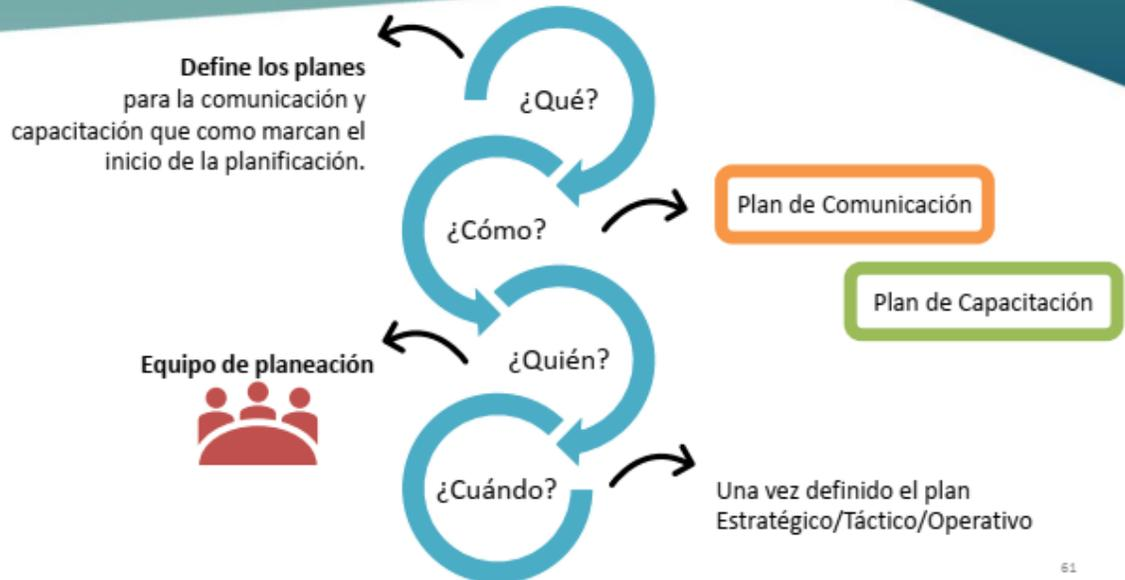 Define los planes
para la comunicación y
capacitación que como marcan el
inicio de la planificación.
¿Qué?
¿Cómo?
Plan de Comunicación
Plan de Capacitación
¿Quién?
Equipo de planeación
¿Cuándo?
Una vez definido el plan
Estratégico/Táctico/Operativo
61